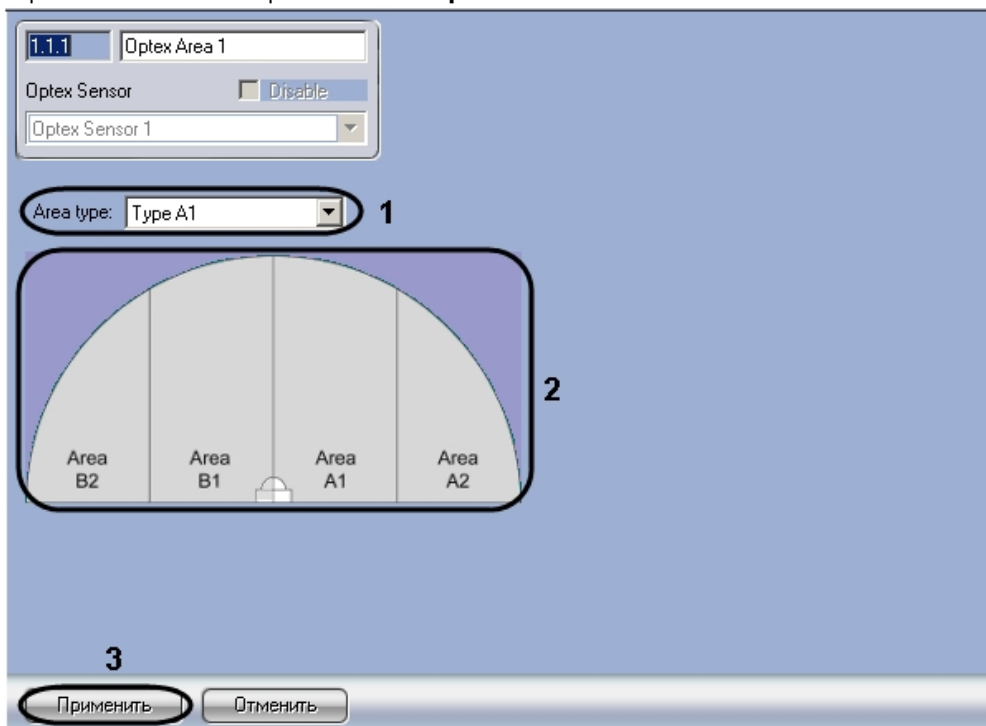 1.1.1 Optex Area 1
Optex Sensor Disable
Optex Sensor 1
Area type: Type A1 1
2
Area B2 Area B1 Area A1 Area A2
3
Применить Отменить